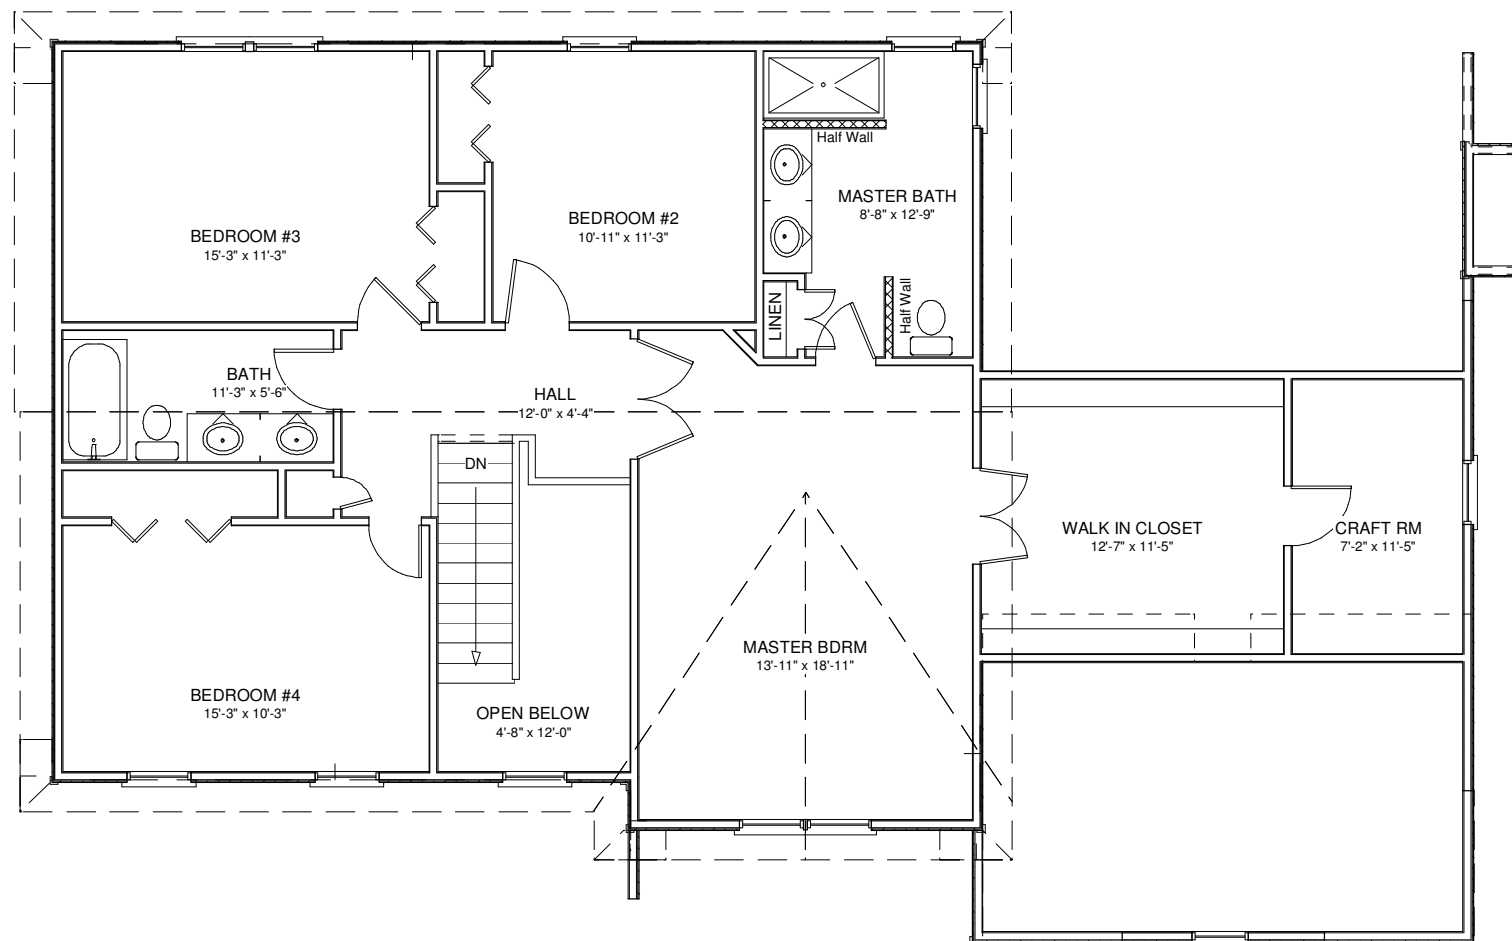 Half Wall
MASTER BATH
8'-8" x 12'-9"
BEDROOM #2
10'-11" x 11'-3"
BEDROOM #3
15'-3" x 11'-3"
LINEN
Half Wall
BATH
11'-3" x 5'-6"
HALL
12'-0" x 4'-4"
DN
WALK IN CLOSET
12'-7" x 11'-5"
CRAFT RM
7'-2" x 11'-5"
MASTER BDRM
13'-11" x 18'-11"
BEDROOM #4
15'-3" x 10'-3"
OPEN BELOW
4'-8" x 12'-0"